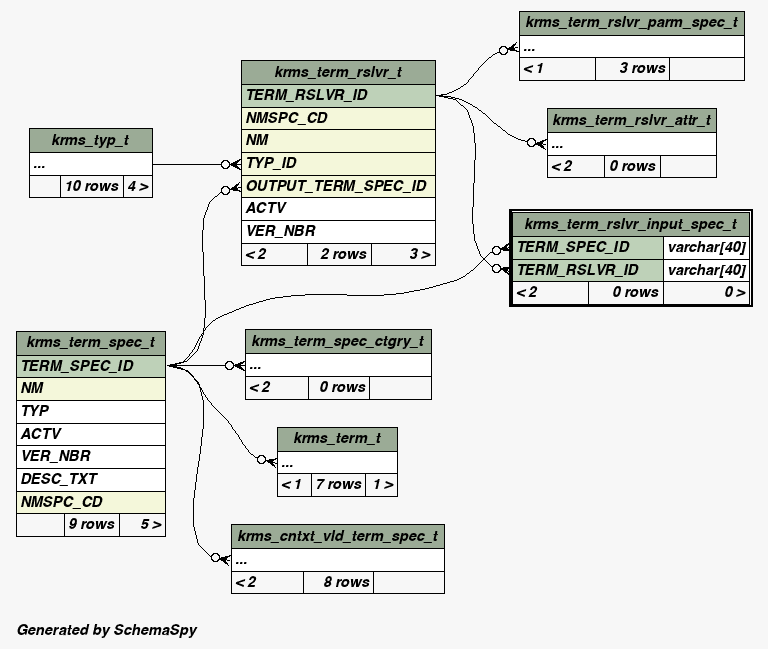 krms_term_rslvr_parm_spec_t
...
< 1 3 rows
krms_term_rslvr_t
TERM_RSLVR_ID
NMSPC_CD
NM
TYP_ID
OUTPUT_TERM_SPEC_ID
ACTV
VER_NBR
< 2 2 rows 3 >
krms_term_rslvr_attr_t
...
< 2 0 rows
krms_typ_t
...
10 rows 4 >
krms_term_rslvr_input_spec_t
TERM_SPEC_ID varchar[40]
TERM_RSLVR_ID varchar[40]
< 2 0 rows 0 >
krms_term_spec_t
TERM_SPEC_ID
NM
TYP
ACTV
VER_NBR
DESC_TXT
NMSPC_CD
9 rows 5 >
krms_term_spec_ctgry_t
...
< 2 0 rows
krms_term_t
...
< 1 7 rows 1 >
krms_cntxt_vld_term_spec_t
...
< 2 8 rows
Generated by SchemaSpy